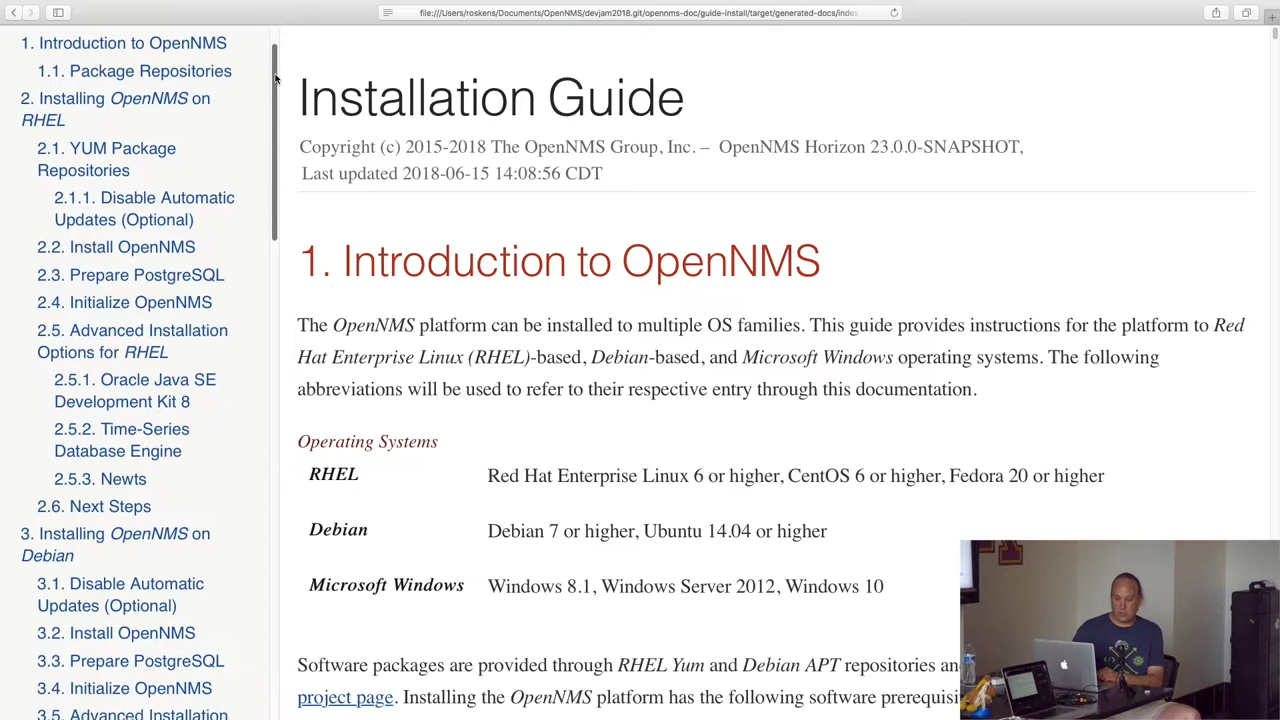 file:///Users/roskens/Documents/OpenNMS/devjam2018.git/opennms-doc/guide-install/target/generated-docs/index
1. Introduction to OpenNMS
1.1. Package Repositories
2. Installing OpenNMS on
RHEL
2.1. YUM Package
Repositories
2.1.1. Disable Automatic
Updates (Optional)
2.2. Install OpenNMS
2.3. Prepare PostgreSQL
2.4. Initialize OpenNMS
2.5. Advanced Installation
Options for RHEL
2.5.1. Oracle Java SE
Development Kit 8
2.5.2. Time-Series
Database Engine
2.5.3. Newts
2.6. Next Steps
3. Installing OpenNMS on
Debian
3.1. Disable Automatic
Updates (Optional)
3.2. Install OpenNMS
3.3. Prepare PostgreSQL
3.4. Initialize OpenNMS
3.5. Advanced Installation
Installation Guide
Copyright (c) 2015-2018 The OpenNMS Group, Inc. – OpenNMS Horizon 23.0.0-SNAPSHOT,
Last updated 2018-06-15 14:08:56 CDT
1. Introduction to OpenNMS
The OpenNMS platform can be installed to multiple OS families. This guide provides instructions for the platform to Red
Hat Enterprise Linux (RHEL)-based, Debian-based, and Microsoft Windows operating systems. The following
abbreviations will be used to refer to their respective entry through this documentation.
Operating Systems
RHEL Red Hat Enterprise Linux 6 or higher, CentOS 6 or higher, Fedora 20 or higher
Debian Debian 7 or higher, Ubuntu 14.04 or higher
Microsoft Windows Windows 8.1, Windows Server 2012, Windows 10
Software packages are provided through RHEL Yum and Debian APT repositories an
project page. Installing the OpenNMS platform has the following software prerequisi